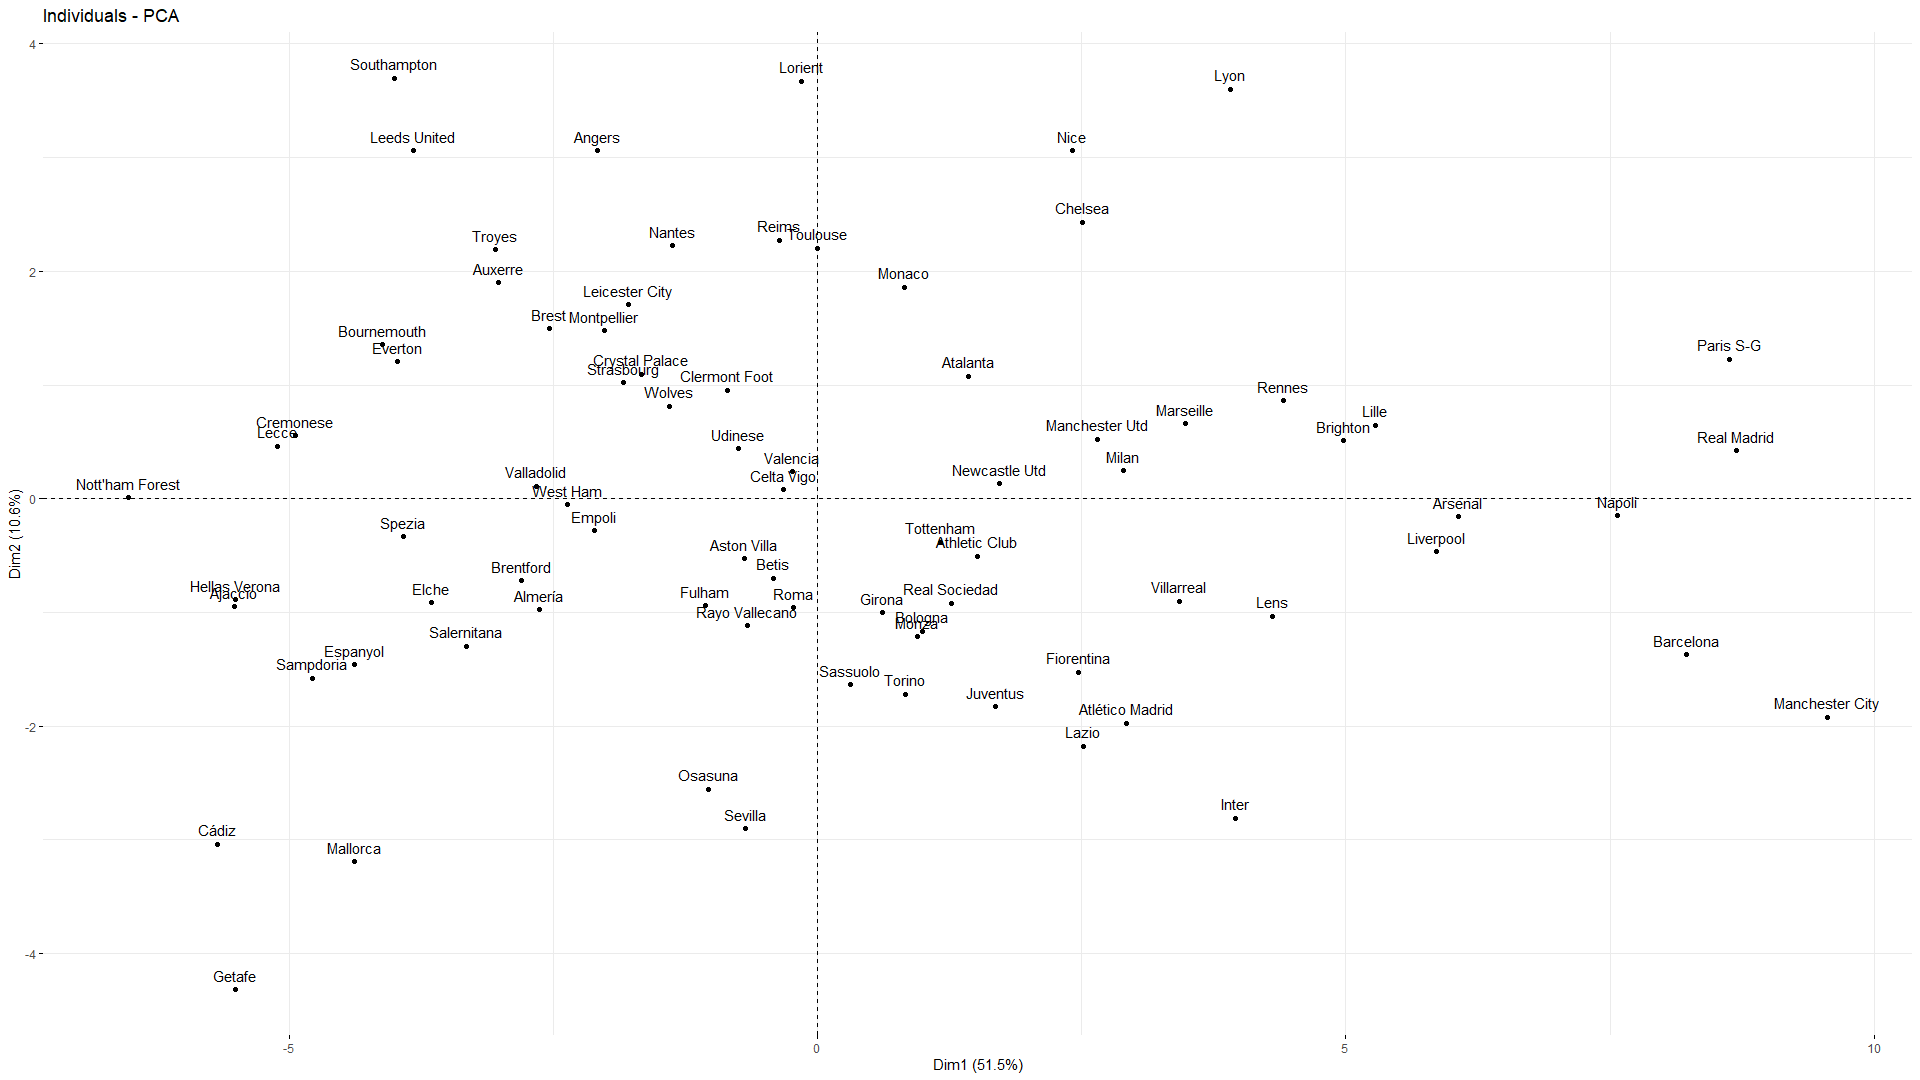 Individuals - PCA
4
Southampton
Lorient
Lyon
Leeds United
Angers
Nice
Chelsea
Reims
Nantes
Toulouse
Troyes
Auxerre
2
Monaco
Leicester City
Brest
Montpellier
Bournemouth
Everton
Paris S-G
Crystal Palace
Atalanta
Strasbourg
Clermont Foot
Rennes
Wolves
Marseille
Lille
Cremonese
Manchester Utd
Brighton
Lecce
Udinese
Real Madrid
Valencia
Milan
Valladolid
Newcastle Utd
Celta Vigo
Nott'ham Forest
West Ham
0
Napoli
Arsenal
Empoli
Spezia
Tottenham
Liverpool
Athletic Club
Aston Villa
Betis
Brentford
Hellas Verona
Villarreal
Elche
Real Sociedad
Ajaccio
Fulham
Roma
Almería
Girona
Lens
Rayo Vallecano
Bologna
Monza
Salernitana
Barcelona
Espanyol
Fiorentina
Sampdoria
Sassuolo
Torino
Juventus
Manchester City
Atlético Madrid
-2
Lazio
Osasuna
Inter
Sevilla
Cádiz
Mallorca
-4
Getafe
Dim2 (10.6%)
-5
0
5
10
Dim1 (51.5%)